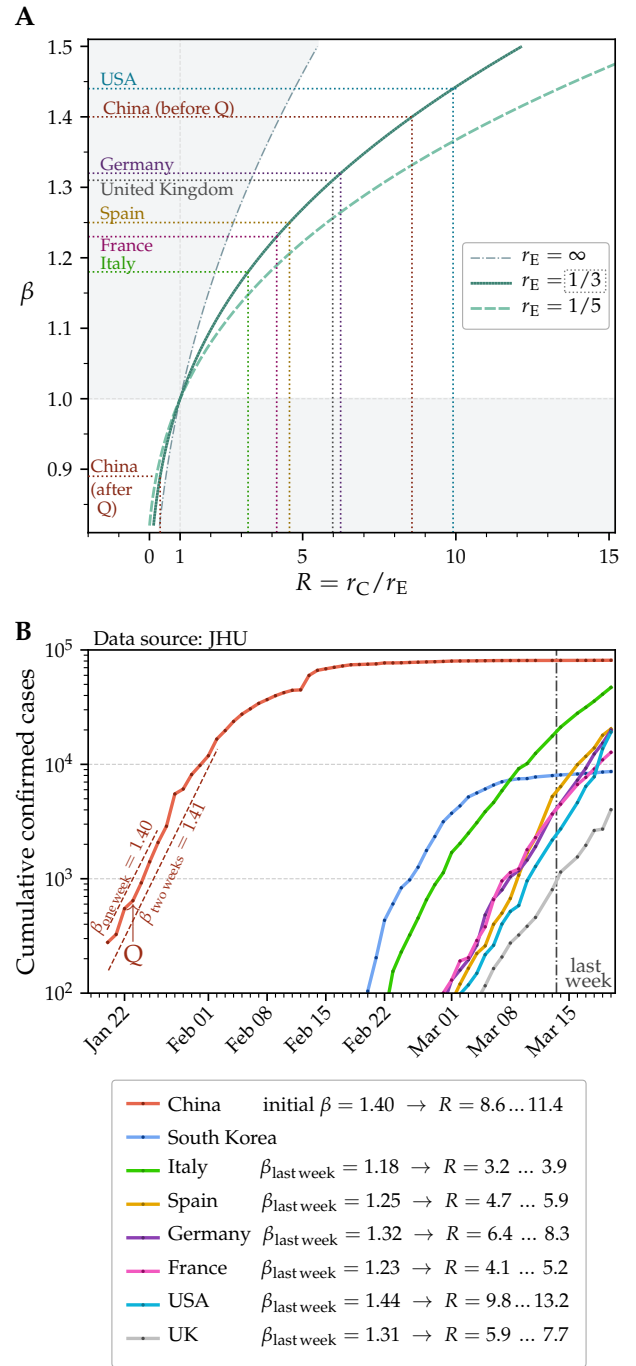 A
1.5
USA
China (before Q)
1.4
Germany
1.3
United Kingdom
Spain
France
1.2
Italy
β
1.1
1.0
China
0.9
(after
Q)
r_E = ∞
r_E = 1/3
r_E = 1/5
0 1 5 10 15
R = r_C/r_E
B
Data source: JHU
10^5
10^4
10^3
10^2
Cumulative confirmed cases
β_one week = 1.40
β_two weeks = 1.41
Q
last
week
Jan 22 Feb 01 Feb 08 Feb 15 Feb 22 Mar 01 Mar 08 Mar 15
China initial β = 1.40 → R = 8.6 ... 11.4
South Korea
Italy β_last week = 1.18 → R = 3.2 ... 3.9
Spain β_last week = 1.25 → R = 4.7 ... 5.9
Germany β_last week = 1.32 → R = 6.4 ... 8.3
France β_last week = 1.23 → R = 4.1 ... 5.2
USA β_last week = 1.44 → R = 9.8 ... 13.2
UK β_last week = 1.31 → R = 5.9 ... 7.7